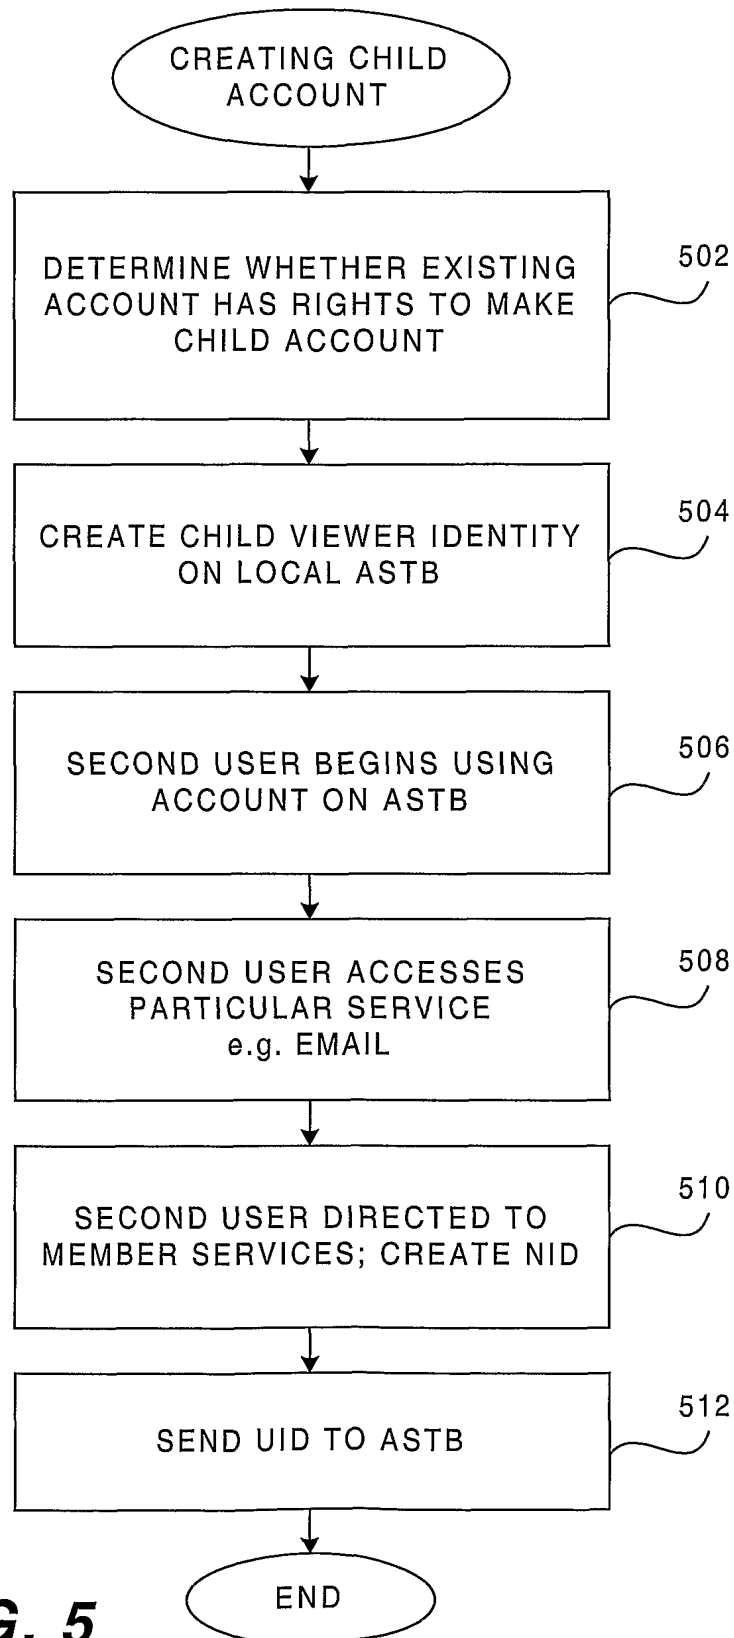 CREATING CHILD
ACCOUNT
DETERMINE WHETHER EXISTING
ACCOUNT HAS RIGHTS TO MAKE
CHILD ACCOUNT
502
CREATE CHILD VIEWER IDENTITY
ON LOCAL ASTB
504
SECOND USER BEGINS USING
ACCOUNT ON ASTB
506
SECOND USER ACCESSES
PARTICULAR SERVICE
e.g. EMAIL
508
SECOND USER DIRECTED TO
MEMBER SERVICES; CREATE NID
510
SEND UID TO ASTB
512
END
G. 5